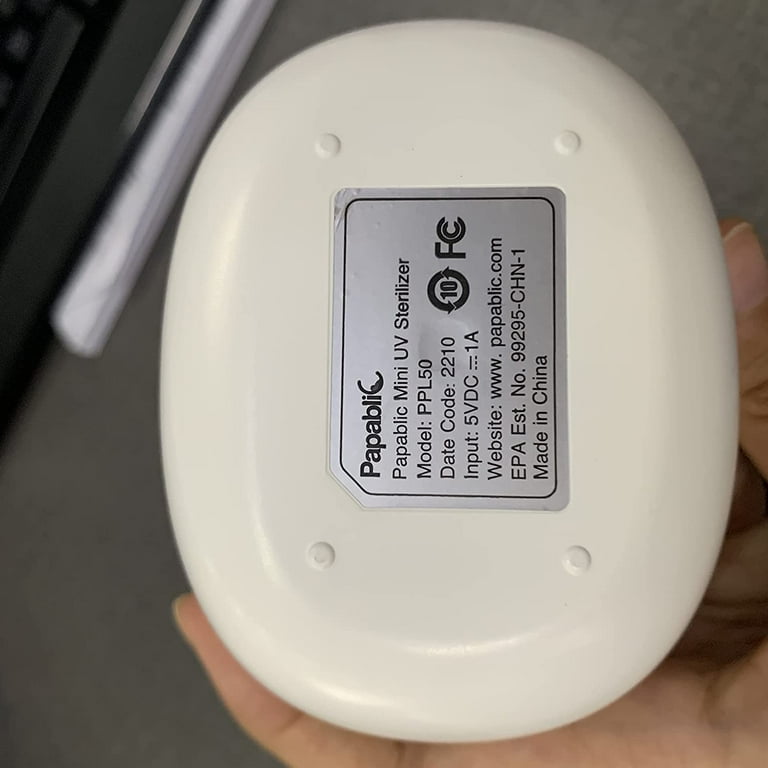 Papablic
Papablic Mini UV Sterilizer
Model: PPL50
Date Code: 2210
Input: 5VDC ⎓1A
10 FC
Website: www. papablic.com
EPA Est. No. 99295-CHN-1
Made in China